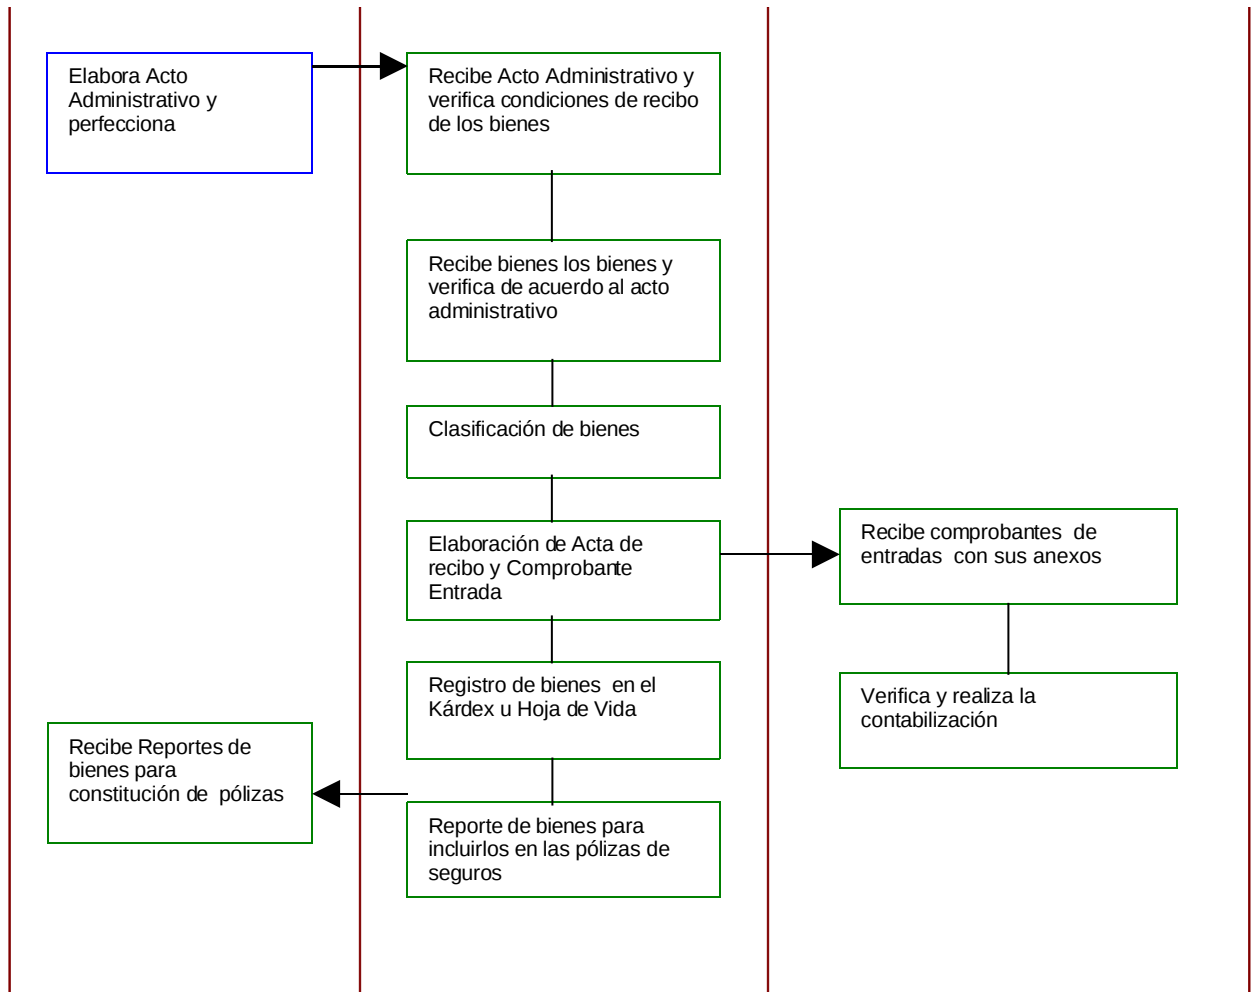 Elabora Acto
Administrativo y
perfecciona
Recibe Acto Administrativo y
verifica condiciones de recibo
de los bienes
Recibe bienes los bienes y
verifica de acuerdo al acto
administrativo
Clasificación de bienes
Elaboración de Acta de
recibo y Comprobante
Entrada
Recibe comprobantes de
entradas con sus anexos
Registro de bienes en el
Kárdex u Hoja de Vida
Verifica y realiza la
contabilización
Recibe Reportes de
bienes para
constitución de pólizas
Reporte de bienes para
incluirlos en las pólizas de
seguros